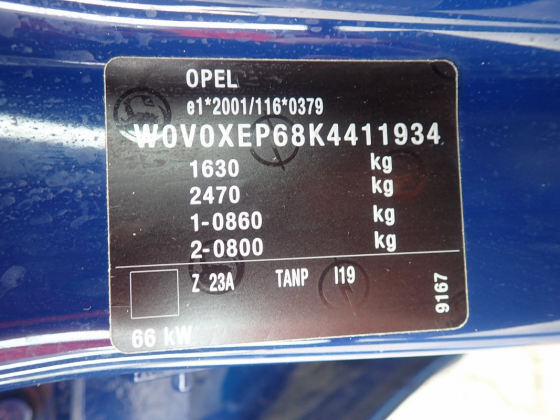 OPEL
e1*2001/116*0379
W0V0XEP68K4411934
1630 kg
2470 kg
1-0860 kg
2-0800 kg
Z 23A TANP I19
9167
66 kW